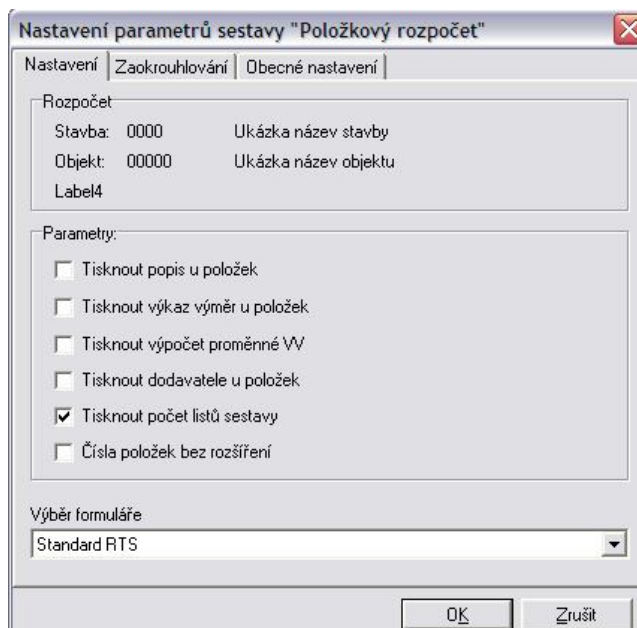 Nastavení parametrů sestavy "Položkový rozpočet"
Nastavení Zaokrouhlování Obecné nastavení
Rozpočet
Stavba: 0000 Ukázka název stavby
Objekt: 00000 Ukázka název objektu
Label4
Parametry:
Tisknout popis u položek
Tisknout výkaz výměr u položek
Tisknout výpočet proměnné VV
Tisknout dodavatele u položek
Tisknout počet listů sestavy
Čísla položek bez rozšíření
Výběr formuláře
Standard RTS
OK Zrušit